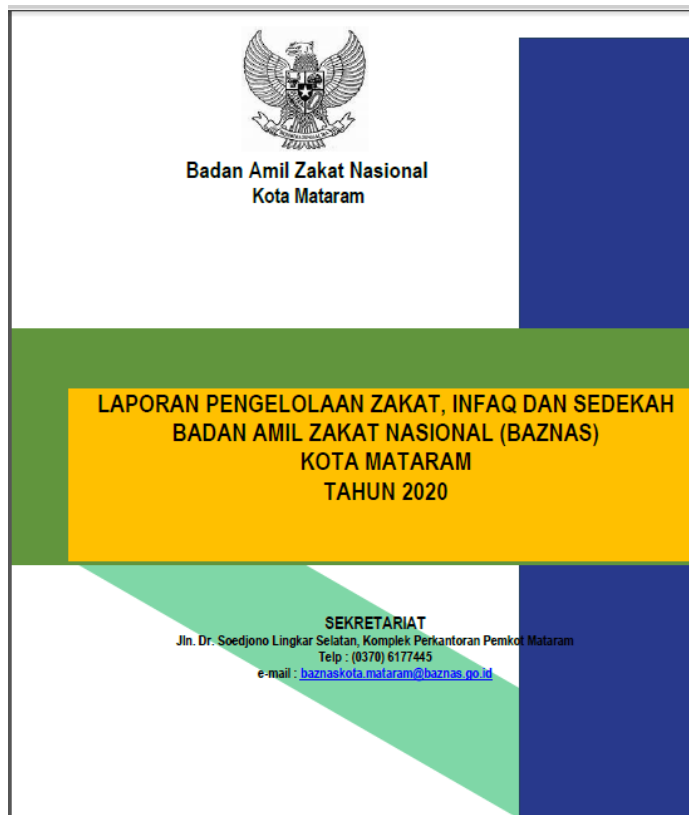 Badan Amil Zakat Nasional
Kota Mataram
LAPORAN PENGELOLAAN ZAKAT, INFAQ DAN SEDEKAH
BADAN AMIL ZAKAT NASIONAL (BAZNAS)
KOTA MATARAM
TAHUN 2020
SEKRETARIAT
Jln. Dr. Soedjono Lingkar Selatan, Komplek Perkantoran Pemkot Mataram
Telp : (0370) 6177445
e-mail : baznaskota.mataram@baznas.go.id